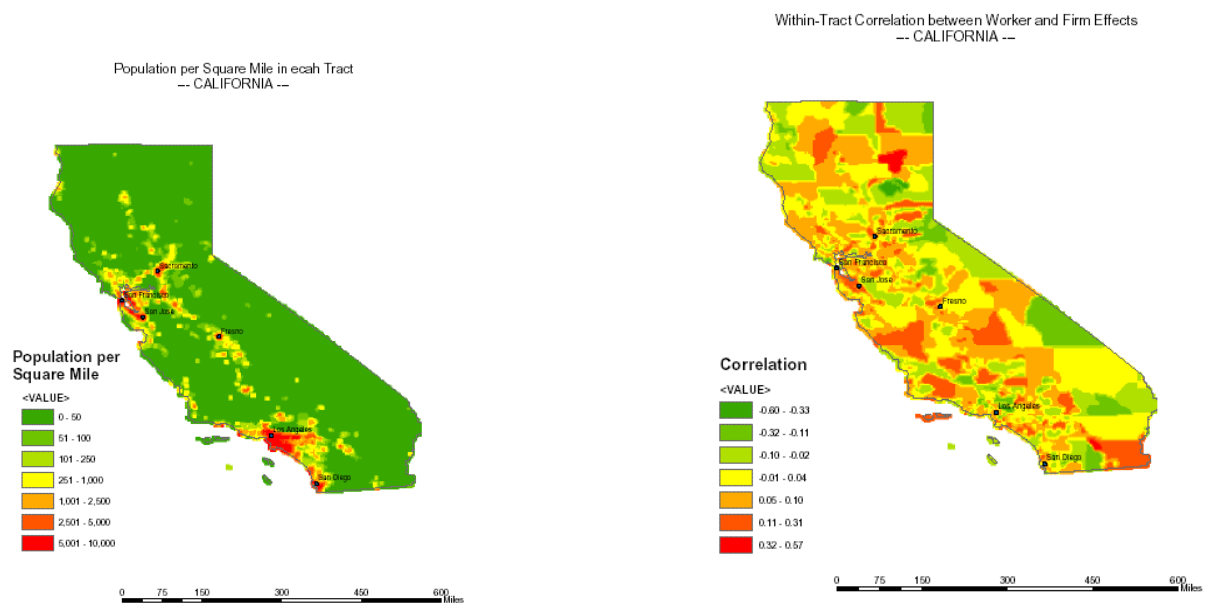 Population per Square Mile in ecah Tract
--- CALIFORNIA ---
Sacramento
San Francisco
San Jose
Fresno
Los Angeles
San Diego
Population per
Square Mile
<VALUE>
0 - 50
51 - 100
101 - 250
251 - 1,000
1,001 - 2,500
2,501 - 5,000
5,001 - 10,000
0 75 150 300 450 600
Miles
Within-Tract Correlation between Worker and Firm Effects
--- CALIFORNIA ---
Sacramento
San Francisco
San Jose
Fresno
Los Angeles
San Diego
Correlation
<VALUE>
-0.60 - -0.33
-0.32 - -0.11
-0.10 - -0.02
-0.01 - 0.04
0.05 - 0.10
0.11 - 0.31
0.32 - 0.57
0 75 150 300 450 600
Miles